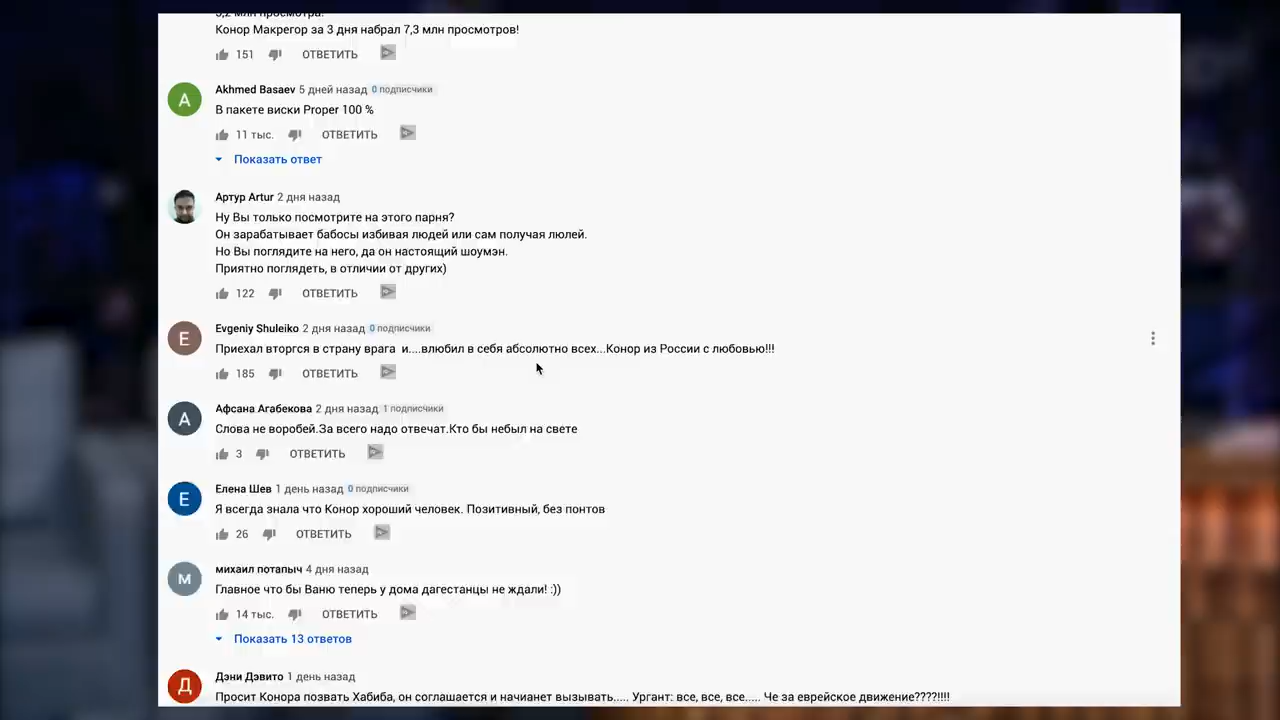 3,2 млн просмотра!
Конор Макрегор за 3 дня набрал 7,3 млн просмотров!
151 ОТВЕТИТЬ
A Akhmed Basaev 5 дней назад 0 подписчики
В пакете виски Proper 100 %
11 тыс. ОТВЕТИТЬ
Показать ответ
Артур Artur 2 дня назад
Ну Вы только посмотрите на этого парня?
Он зарабатывает бабосы избивая людей или сам получая люлей.
Но Вы поглядите на него, да он настоящий шоумэн.
Приятно поглядеть, в отличии от других)
122 ОТВЕТИТЬ
E Evgeniy Shuleiko 2 дня назад 0 подписчики
Приехал вторгся в страну врага и....влюбил в себя абсолютно всех...Конор из России с любовью!!!
185 ОТВЕТИТЬ
А Афсана Агабекова 2 дня назад 1 подписчики
Слова не воробей.За всего надо отвечат.Кто бы небыл на свете
3 ОТВЕТИТЬ
Е Елена Шев 1 день назад 0 подписчики
Я всегда знала что Конор хороший человек. Позитивный, без понтов
26 ОТВЕТИТЬ
М михаил потапыч 4 дня назад
Главное что бы Ваню теперь у дома дагестанцы не ждали! :))
14 тыс. ОТВЕТИТЬ
Показать 13 ответов
Д Дэни Дэвито 1 день назад
Просит Конора позвать Хабиба, он соглашается и начианет вызывать..... Ургант: все, все, все..... Че за еврейское движение????!!!!